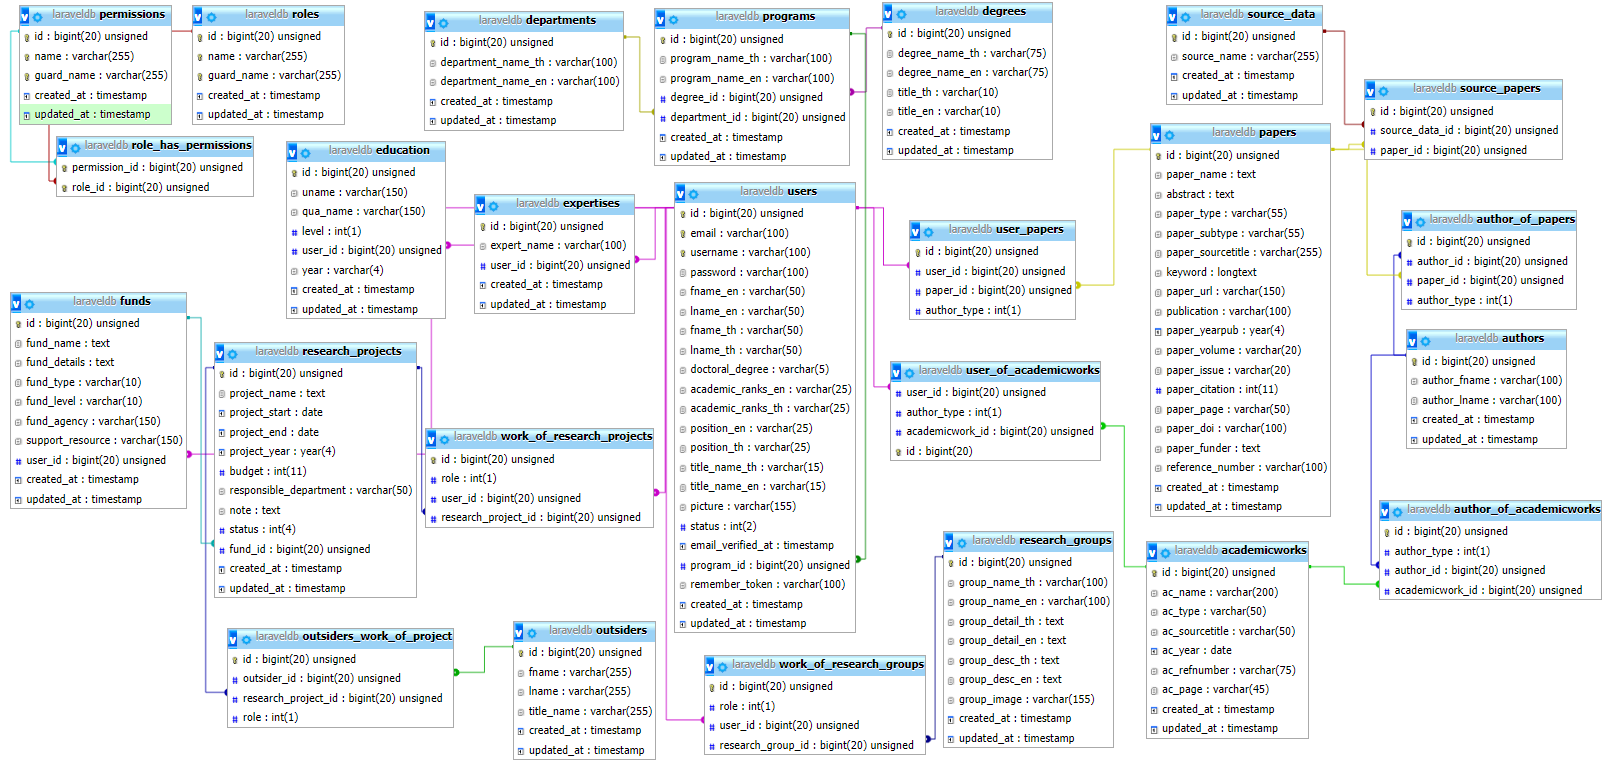 laraveldb permissions
id : bigint(20) unsigned
name : varchar(255)
guard_name : varchar(255)
created_at : timestamp
updated_at : timestamp
laraveldb roles
id : bigint(20) unsigned
name : varchar(255)
guard_name : varchar(255)
created_at : timestamp
updated_at : timestamp
laraveldb role_has_permissions
permission_id : bigint(20) unsigned
role_id : bigint(20) unsigned
laraveldb departments
id : bigint(20) unsigned
department_name_th : varchar(100)
department_name_en : varchar(100)
created_at : timestamp
updated_at : timestamp
laraveldb programs
id : bigint(20) unsigned
program_name_th : varchar(100)
program_name_en : varchar(100)
degree_id : bigint(20) unsigned
department_id : bigint(20) unsigned
created_at : timestamp
updated_at : timestamp
laraveldb degrees
id : bigint(20) unsigned
degree_name_th : varchar(75)
degree_name_en : varchar(75)
title_th : varchar(10)
title_en : varchar(10)
created_at : timestamp
updated_at : timestamp
laraveldb source_data
id : bigint(20) unsigned
source_name : varchar(255)
created_at : timestamp
updated_at : timestamp
laraveldb source_papers
id : bigint(20) unsigned
source_data_id : bigint(20) unsigned
paper_id : bigint(20) unsigned
laraveldb education
id : bigint(20) unsigned
uname : varchar(150)
qua_name : varchar(150)
level : int(1)
user_id : bigint(20) unsigned
year : varchar(4)
created_at : timestamp
updated_at : timestamp
laraveldb expertises
id : bigint(20) unsigned
expert_name : varchar(100)
user_id : bigint(20) unsigned
created_at : timestamp
updated_at : timestamp
laraveldb users
id : bigint(20) unsigned
email : varchar(100)
username : varchar(100)
password : varchar(100)
fname_en : varchar(50)
lname_en : varchar(50)
fname_th : varchar(50)
lname_th : varchar(50)
doctoral_degree : varchar(5)
academic_ranks_en : varchar(25)
academic_ranks_th : varchar(25)
position_en : varchar(25)
position_th : varchar(25)
title_name_th : varchar(15)
title_name_en : varchar(15)
picture : varchar(155)
status : int(2)
email_verified_at : timestamp
program_id : bigint(20) unsigned
remember_token : varchar(100)
created_at : timestamp
updated_at : timestamp
laraveldb user_papers
id : bigint(20) unsigned
user_id : bigint(20) unsigned
paper_id : bigint(20) unsigned
author_type : int(1)
laraveldb papers
id : bigint(20) unsigned
paper_name : text
abstract : text
paper_type : varchar(55)
paper_subtype : varchar(55)
paper_sourcetitle : varchar(255)
keyword : longtext
paper_url : varchar(150)
publication : varchar(100)
paper_yearpub : year(4)
paper_volume : varchar(20)
paper_issue : varchar(20)
paper_citation : int(11)
paper_page : varchar(50)
paper_doi : varchar(100)
paper_funder : text
reference_number : varchar(100)
created_at : timestamp
updated_at : timestamp
laraveldb author_of_papers
id : bigint(20) unsigned
author_id : bigint(20) unsigned
paper_id : bigint(20) unsigned
author_type : int(1)
laraveldb authors
id : bigint(20) unsigned
author_fname : varchar(100)
author_lname : varchar(100)
created_at : timestamp
updated_at : timestamp
laraveldb funds
id : bigint(20) unsigned
fund_name : text
fund_details : text
fund_type : varchar(10)
fund_level : varchar(10)
fund_agency : varchar(150)
support_resource : varchar(150)
user_id : bigint(20) unsigned
created_at : timestamp
updated_at : timestamp
laraveldb research_projects
id : bigint(20) unsigned
project_name : text
project_start : date
project_end : date
project_year : year(4)
budget : int(11)
responsible_department : varchar(50)
note : text
status : int(4)
fund_id : bigint(20) unsigned
created_at : timestamp
updated_at : timestamp
laraveldb work_of_research_projects
id : bigint(20) unsigned
role : int(1)
user_id : bigint(20) unsigned
research_project_id : bigint(20) unsigned
laraveldb user_of_academicworks
user_id : bigint(20) unsigned
author_type : int(1)
academicwork_id : bigint(20) unsigned
id : bigint(20)
laraveldb author_of_academicworks
id : bigint(20) unsigned
author_type : int(1)
author_id : bigint(20) unsigned
academicwork_id : bigint(20) unsigned
laraveldb academicworks
id : bigint(20) unsigned
ac_name : varchar(200)
ac_type : varchar(50)
ac_sourcetitle : varchar(50)
ac_year : date
ac_refnumber : varchar(75)
ac_page : varchar(45)
created_at : timestamp
updated_at : timestamp
laraveldb research_groups
id : bigint(20) unsigned
group_name_th : varchar(100)
group_name_en : varchar(100)
group_detail_th : text
group_detail_en : text
group_desc_th : text
group_desc_en : text
group_image : varchar(155)
created_at : timestamp
updated_at : timestamp
laraveldb outsiders_work_of_project
id : bigint(20) unsigned
outsider_id : bigint(20) unsigned
research_project_id : bigint(20) unsigned
role : int(1)
laraveldb outsiders
id : bigint(20) unsigned
fname : varchar(255)
lname : varchar(255)
title_name : varchar(255)
created_at : timestamp
updated_at : timestamp
laraveldb work_of_research_groups
id : bigint(20) unsigned
role : int(1)
user_id : bigint(20) unsigned
research_group_id : bigint(20) unsigned